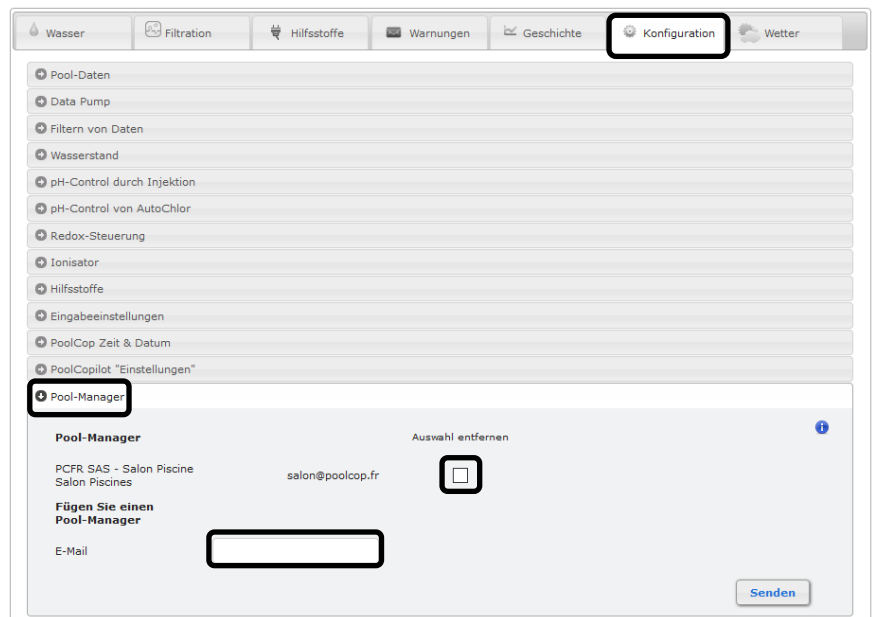 Wasser Filtration Hilfsstoffe Warnungen Geschichte Konfiguration Wetter
Pool-Daten
Data Pump
Filtern von Daten
Wasserstand
pH-Control durch Injektion
pH-Control von AutoChlor
Redox-Steuerung
Ionisator
Hilfsstoffe
Eingabeeinstellungen
PoolCop Zeit & Datum
PoolCopilot "Einstellungen"
Pool-Manager
Pool-Manager Auswahl entfernen
PCFR SAS - Salon Piscine
Salon Piscines
salon@poolcop.fr
Fügen Sie einen
Pool-Manager
E-Mail
Senden